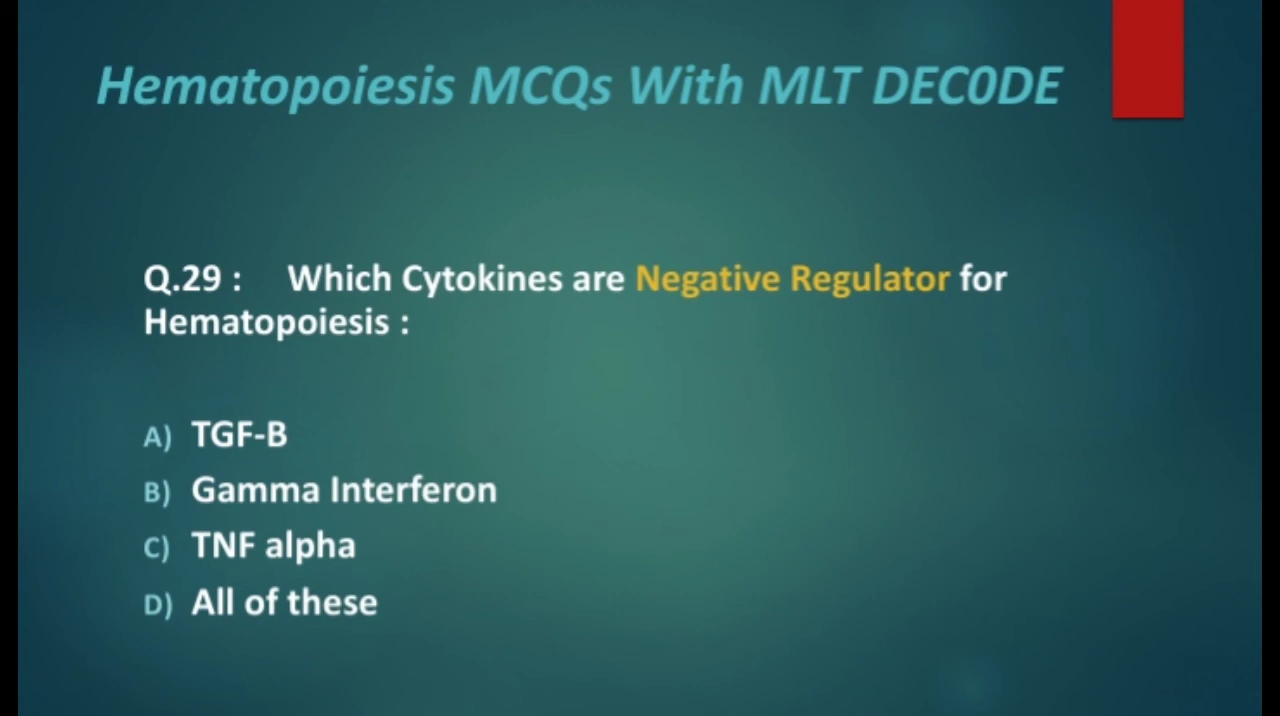 Hematopoiesis MCQs With MLT DEC0DE
Q.29 : Which Cytokines are Negative Regulator for
Hematopoiesis :
A) TGF-B
B) Gamma Interferon
C) TNF alpha
D) All of these